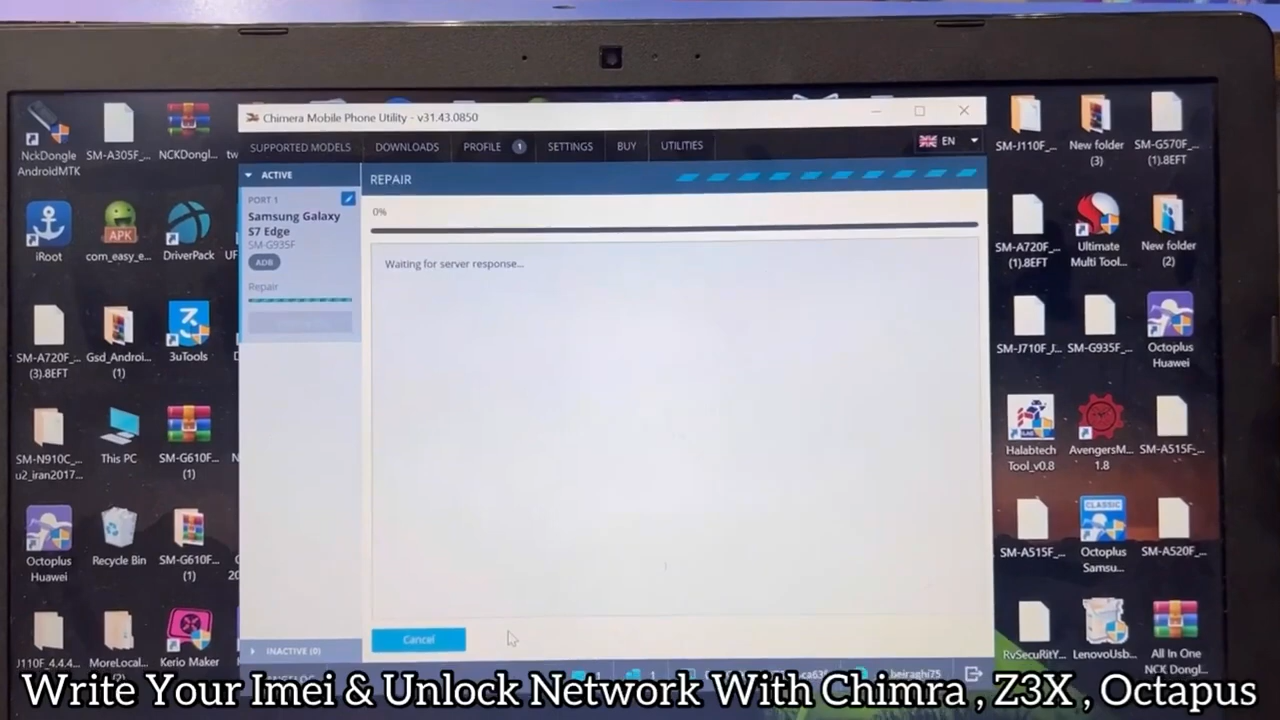 Chimera Mobile Phone Utility - v31.43.0850
SUPPORTED MODELS
DOWNLOADS
PROFILE 1
SETTINGS
BUY
UTILITIES
EN
ACTIVE
PORT 1
Samsung Galaxy
S7 Edge
SM-G935F
ADB
Repair
REPAIR
0%
Waiting for server response...
Cancel
INACTIVE (0)
NckDongle
AndroidMTK
SM-A305F_...
NCKDongl...
iRoot
APK
com_easy_e...
DriverPack
SM-A720F_...
(3).8EFT
Gsd_Androi...
(1)
3uTools
SM-N910C_...
u2_iran2017...
This PC
SM-G610F...
(1)
Octoplus
Huawei
Recycle Bin
SM-G610F...
(1)
J110F_4.4.4...
MoreLocal...
Kerio Maker
SM-J110F_...
New folder
(3)
SM-G570F_...
(1).8EFT
SM-A720F_...
(1).8EFT
Ultimate
Multi Tool...
New folder
(2)
SM-J710F_J...
SM-G935F_...
Octoplus
Huawei
Halabtech
Tool_v0.8
AvengersM...
1.8
SM-A515F_...
SM-A515F_...
CLASSIC
Octoplus
Samsu...
SM-A520F_...
RvSecuRitY...
LenovoUsb...
All In One
NCK Dongl...
beiraghi75
Write Your Imei & Unlock Network With Chimra , Z3X , Octapus